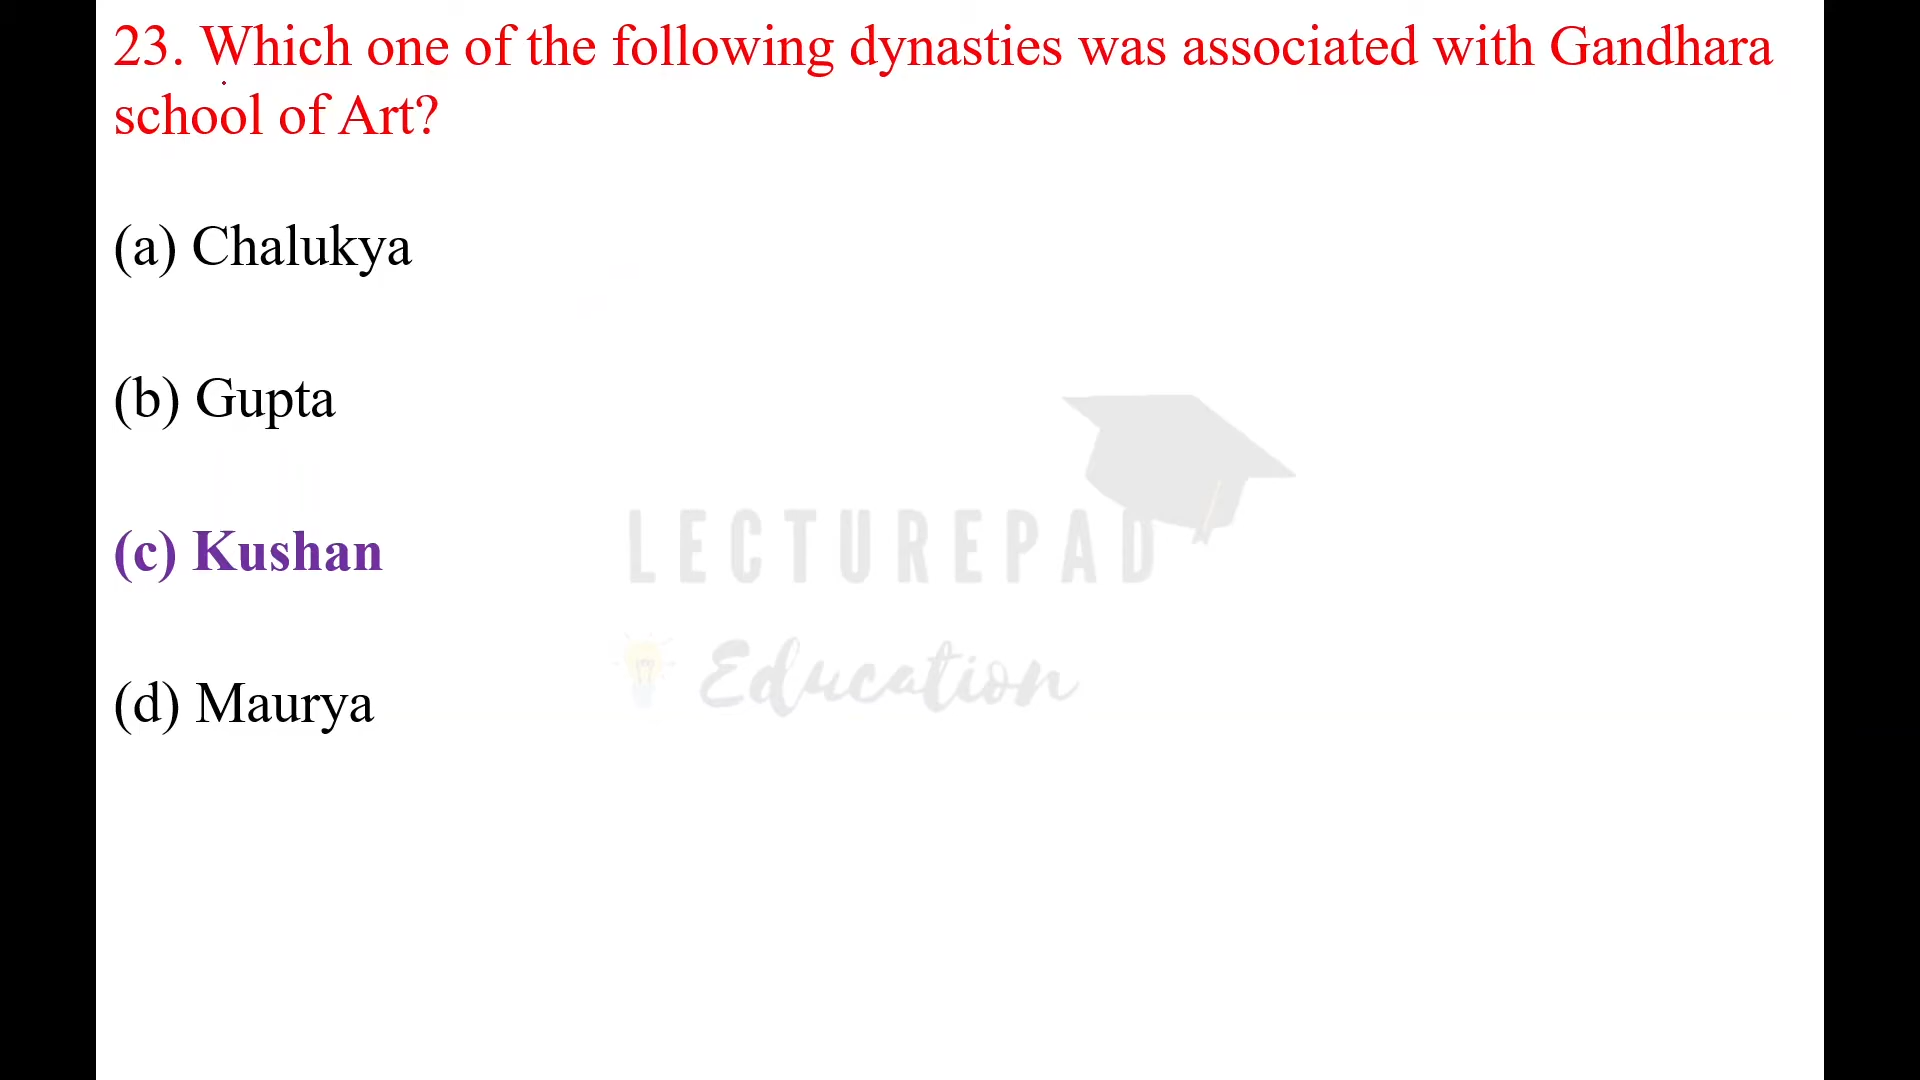 23. Which one of the following dynasties was associated with Gandhara
school of Art?
(a) Chalukya
(b) Gupta
(c) Kushan
(d) Maurya
LECTUREPAD
Education